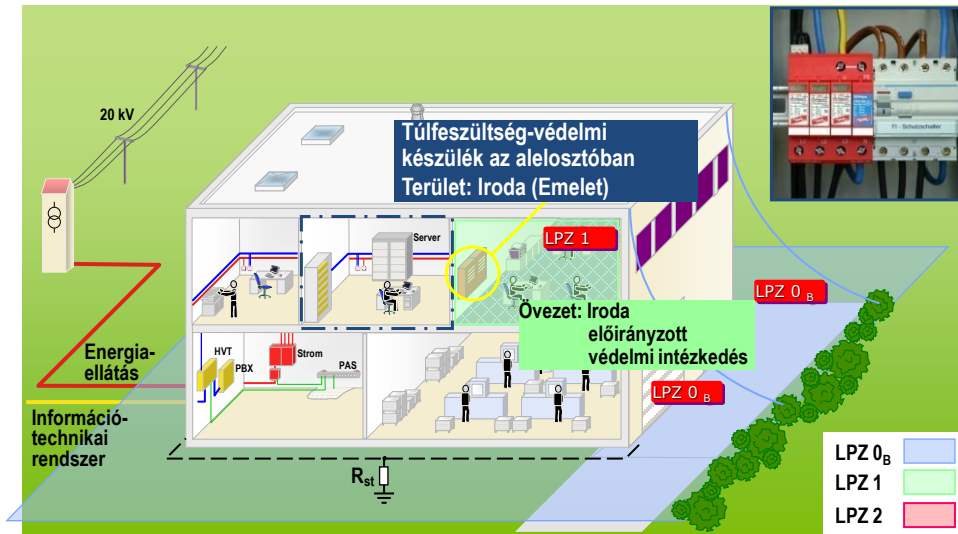 20 kV
Túlfeszültség-védelmi
készülék az alelosztóban
Terület: Iroda (Emelet)
FI - Schutzschalter
Server
LPZ 1
LPZ 0 B
Övezet: Iroda
előirányzott
védelmi intézkedés
LPZ 0 B
Energia-
ellátás
HVT
PBX
Strom
PAS
Információ-
technikai
rendszer
Rst
LPZ 0B
LPZ 1
LPZ 2